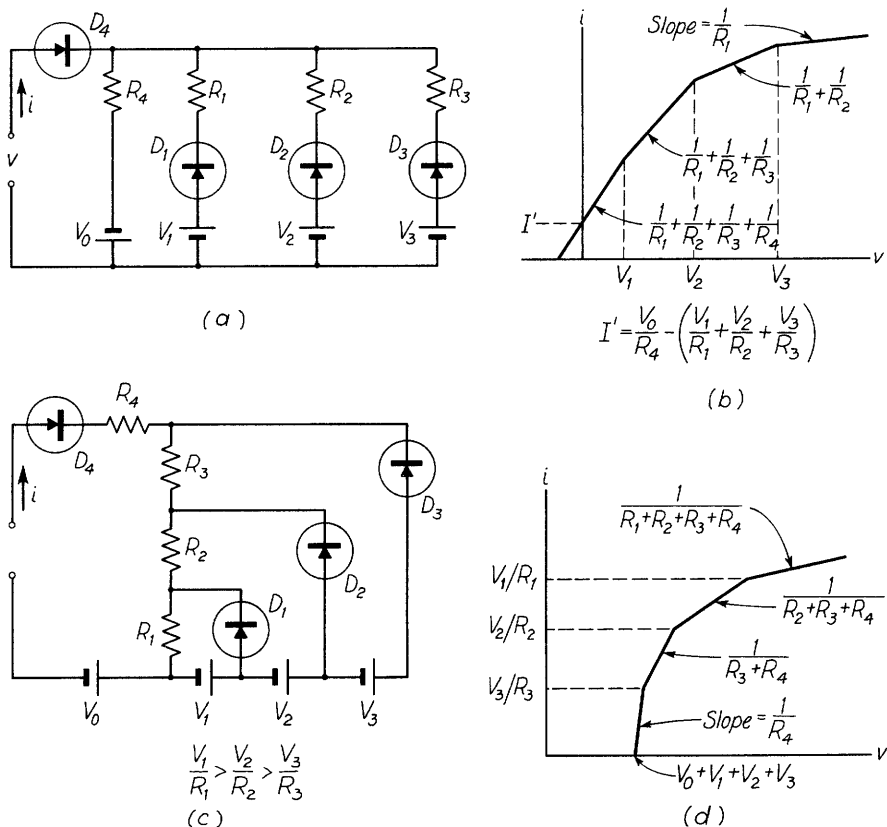 D4
R4
R1
R2
R3
i
v
D1
D2
D3
V0
V1
V2
V3
(a)
i
Slope = 1/R1
1/R1 + 1/R2
1/R1 + 1/R2 + 1/R3
1/R1 + 1/R2 + 1/R3 + 1/R4
I'
V1
V2
V3
v
I' = V0/R4 - (V1/R1 + V2/R2 + V3/R3)
(b)
R4
D4
i
R3
D3
R2
D2
R1
D1
V0
V1
V2
V3
V1/R1 > V2/R2 > V3/R3
(c)
i
1/(R1+R2+R3+R4)
V1/R1
1/(R2+R3+R4)
V2/R2
1/(R3+R4)
V3/R3
Slope = 1/R4
v
V0+V1+V2+V3
(d)